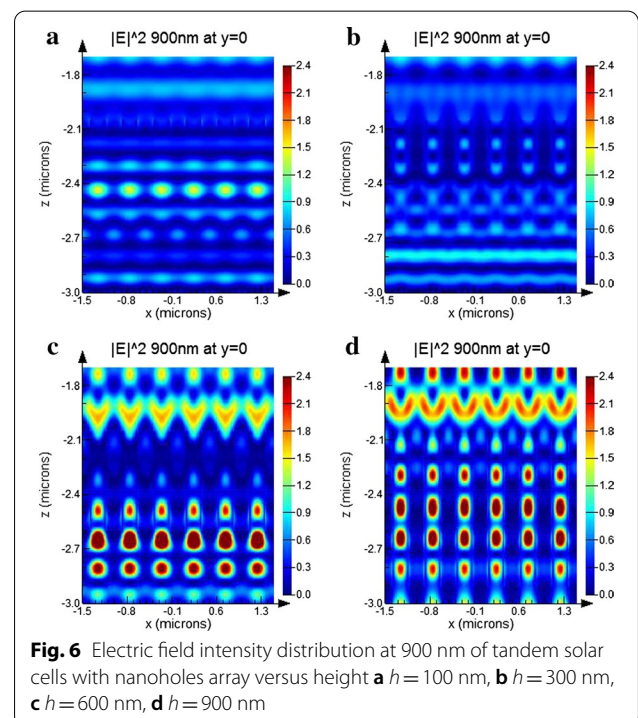 a |E|^2 900nm at y=0
2.4
-1.8
2.1
1.8
-2.1
1.5
z (microns)
-2.4
1.2
0.9
-2.7
0.6
0.3
-3.0
0.0
-1.5 -0.8 -0.1 0.6 1.3
x (microns)
b |E|^2 900nm at y=0
2.4
-1.8
2.1
1.8
-2.1
1.5
z (microns)
-2.4
1.2
0.9
-2.7
0.6
0.3
-3.0
0.0
-1.5 -0.8 -0.1 0.6 1.3
x (microns)
c |E|^2 900nm at y=0
2.4
-1.8
2.1
1.8
-2.1
1.5
z (microns)
-2.4
1.2
0.9
-2.7
0.6
0.3
-3.0
0.0
-1.5 -0.8 -0.1 0.6 1.3
x (microns)
d |E|^2 900nm at y=0
2.4
-1.8
2.1
1.8
-2.1
1.5
z (microns)
-2.4
1.2
0.9
-2.7
0.6
0.3
-3.0
0.0
-1.5 -0.8 -0.1 0.6 1.3
x (microns)
Fig. 6 Electric field intensity distribution at 900 nm of tandem solar
cells with nanoholes array versus height a h = 100 nm, b h = 300 nm,
c h = 600 nm, d h = 900 nm